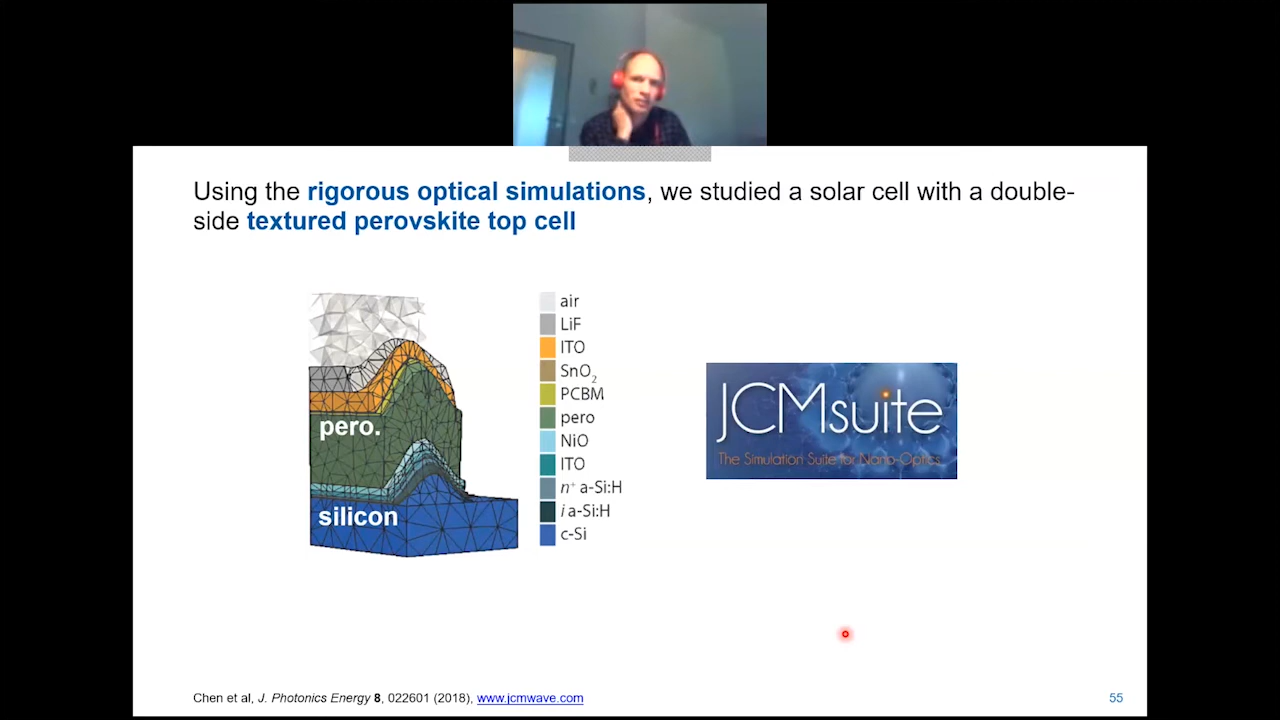 Using the rigorous optical simulations, we studied a solar cell with a double-
side textured perovskite top cell
air
LiF
ITO
SnO2
PCBM
pero
NiO
ITO
n+ a-Si:H
i a-Si:H
c-Si
pero.
silicon
JCMsuite
The Simulation Suite for Nano-Optics
Chen et al, J. Photonics Energy 8, 022601 (2018), www.jcmwave.com
55